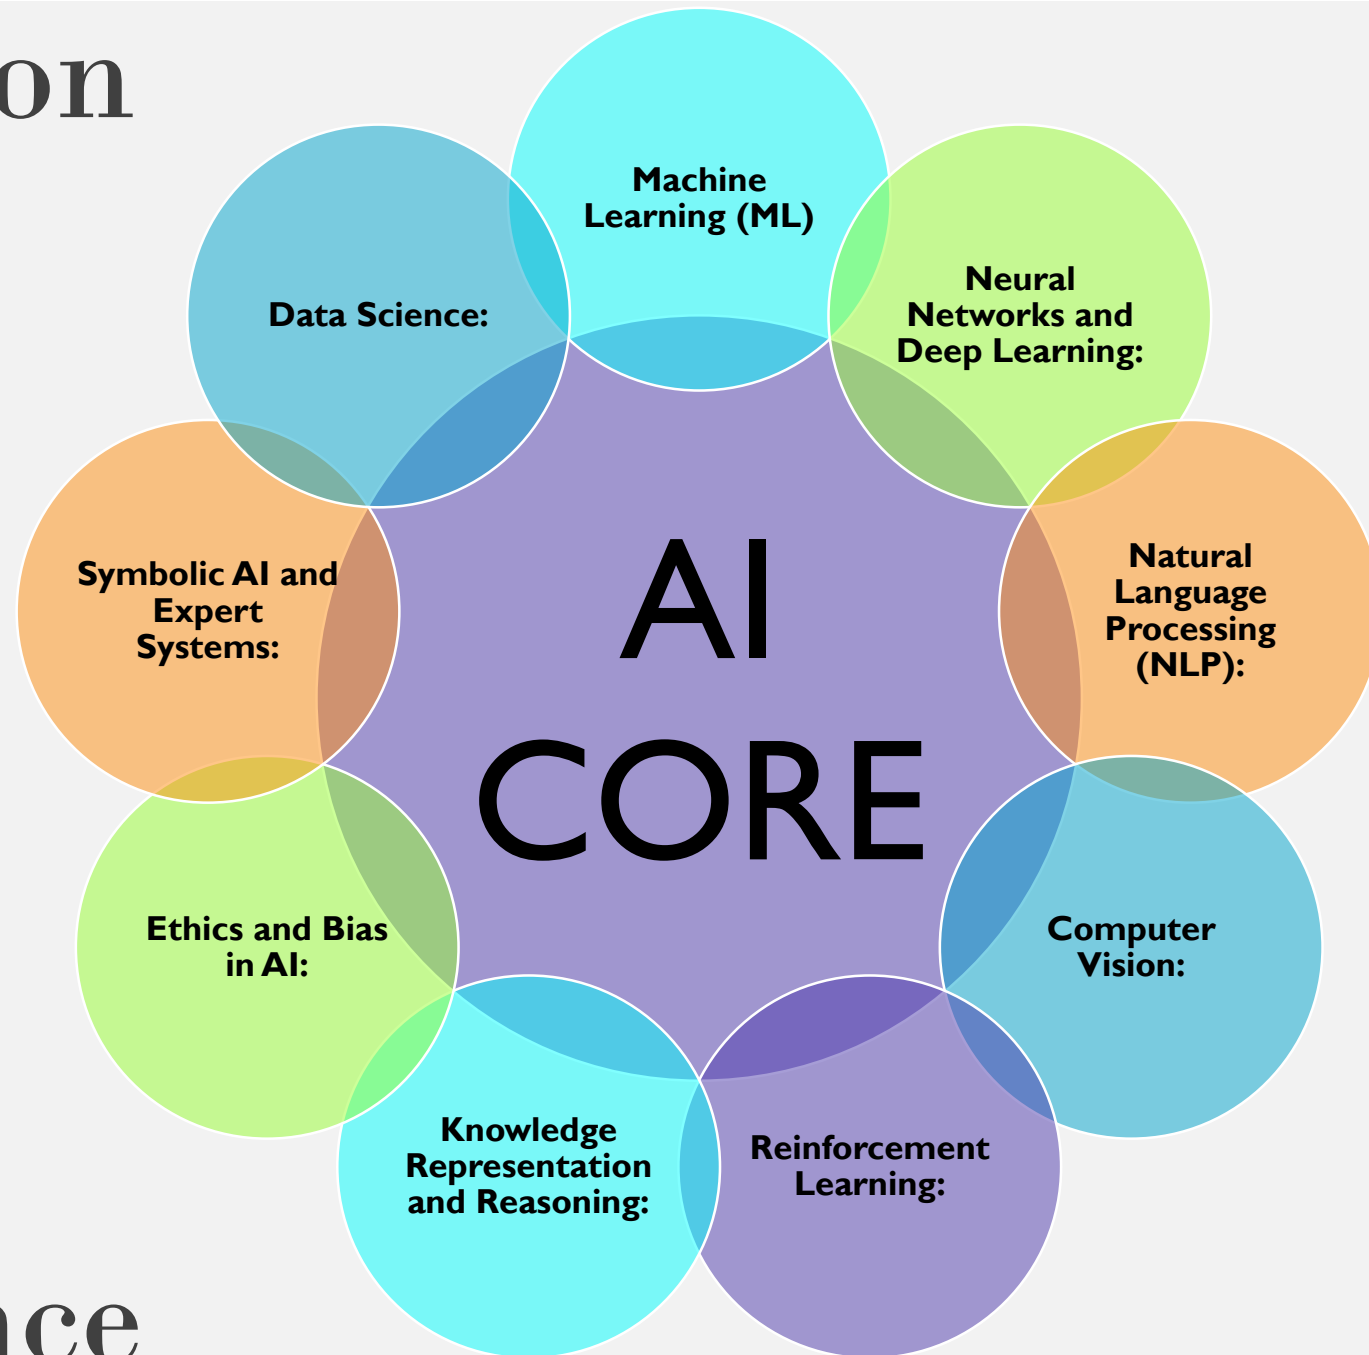 on
Machine
Learning (ML)
Neural
Networks and
Deep Learning:
Data Science:
Natural
Language
Processing
(NLP):
Symbolic AI and
Expert
Systems:
AI
CORE
Computer
Vision:
Ethics and Bias
in AI:
Reinforcement
Learning:
Knowledge
Representation
and Reasoning:
nce